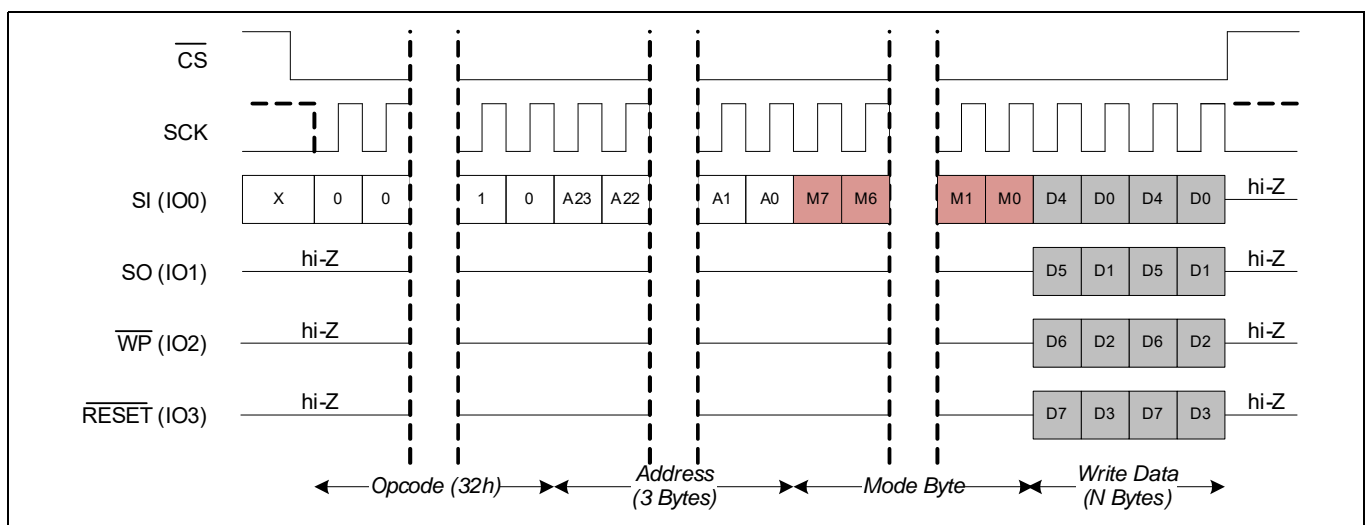 CS
SCK
SI (IO0) X 0 0 1 0 A23 A22 A1 A0 M7 M6 M1 M0 D4 D0 D4 D0 hi-Z
hi-Z
SO (IO1) D5 D1 D5 D1 hi-Z
hi-Z
WP (IO2) D6 D2 D6 D2 hi-Z
hi-Z
RESET (IO3) D7 D3 D7 D3 hi-Z
Opcode (32h) Address (3 Bytes) Mode Byte Write Data (N Bytes)